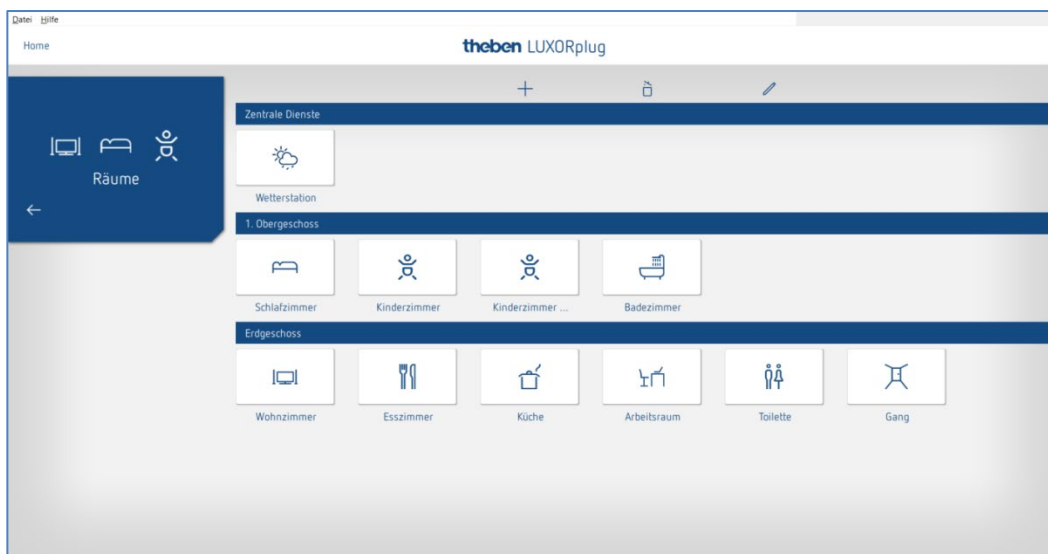 Datei Hilfe
Home
theben LUXORplug
Räume
Zentrale Dienste
Wetterstation
1. Obergeschoss
Schlafzimmer Kinderzimmer Kinderzimmer ... Badezimmer
Erdgeschoss
Wohnzimmer Esszimmer Küche Arbeitsraum Toilette Gang